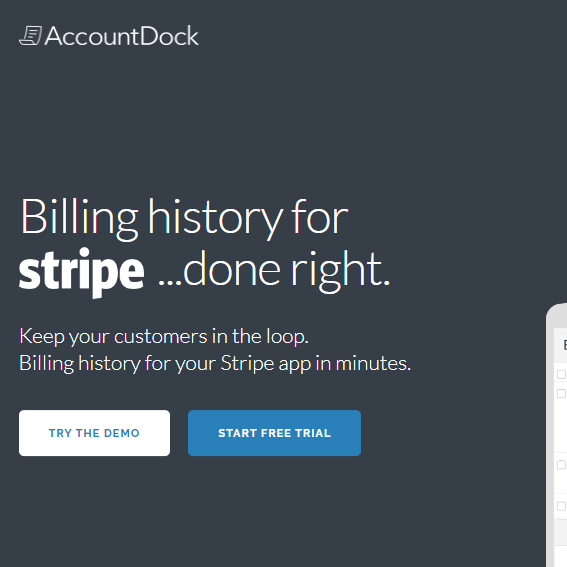 AccountDock
Billing history for
stripe ...done right.
Keep your customers in the loop.
Billing history for your Stripe app in minutes.
TRY THE DEMO
START FREE TRIAL